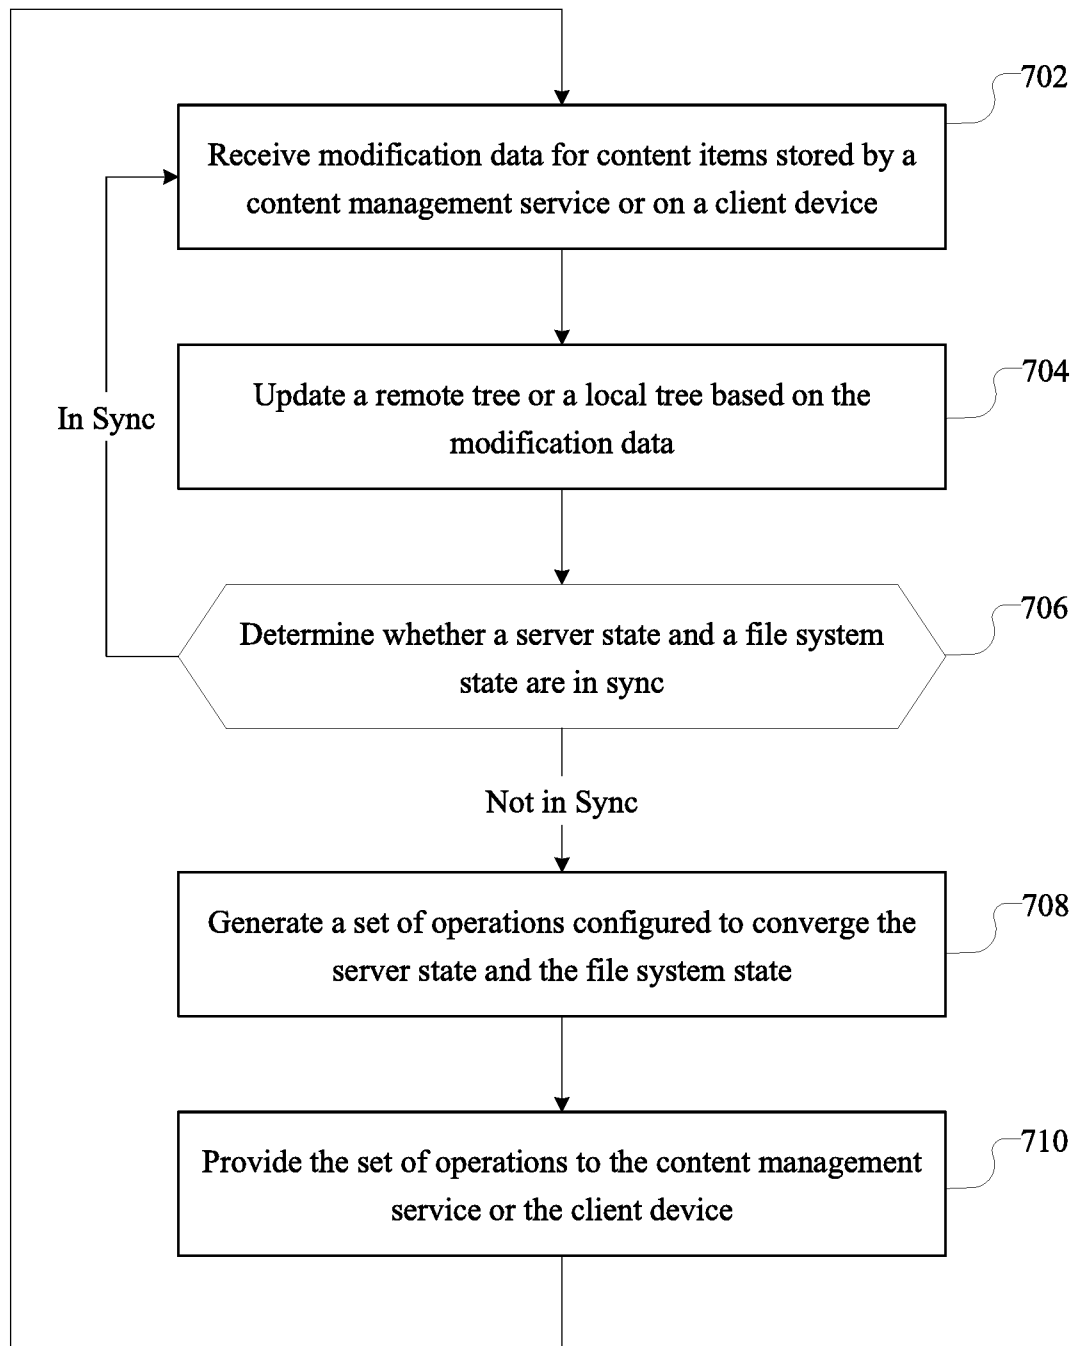 702
Receive modification data for content items stored by a
content management service or on a client device
704
Update a remote tree or a local tree based on the
modification data
In Sync
706
Determine whether a server state and a file system
state are in sync
Not in Sync
708
Generate a set of operations configured to converge the
server state and the file system state
710
Provide the set of operations to the content management
service or the client device